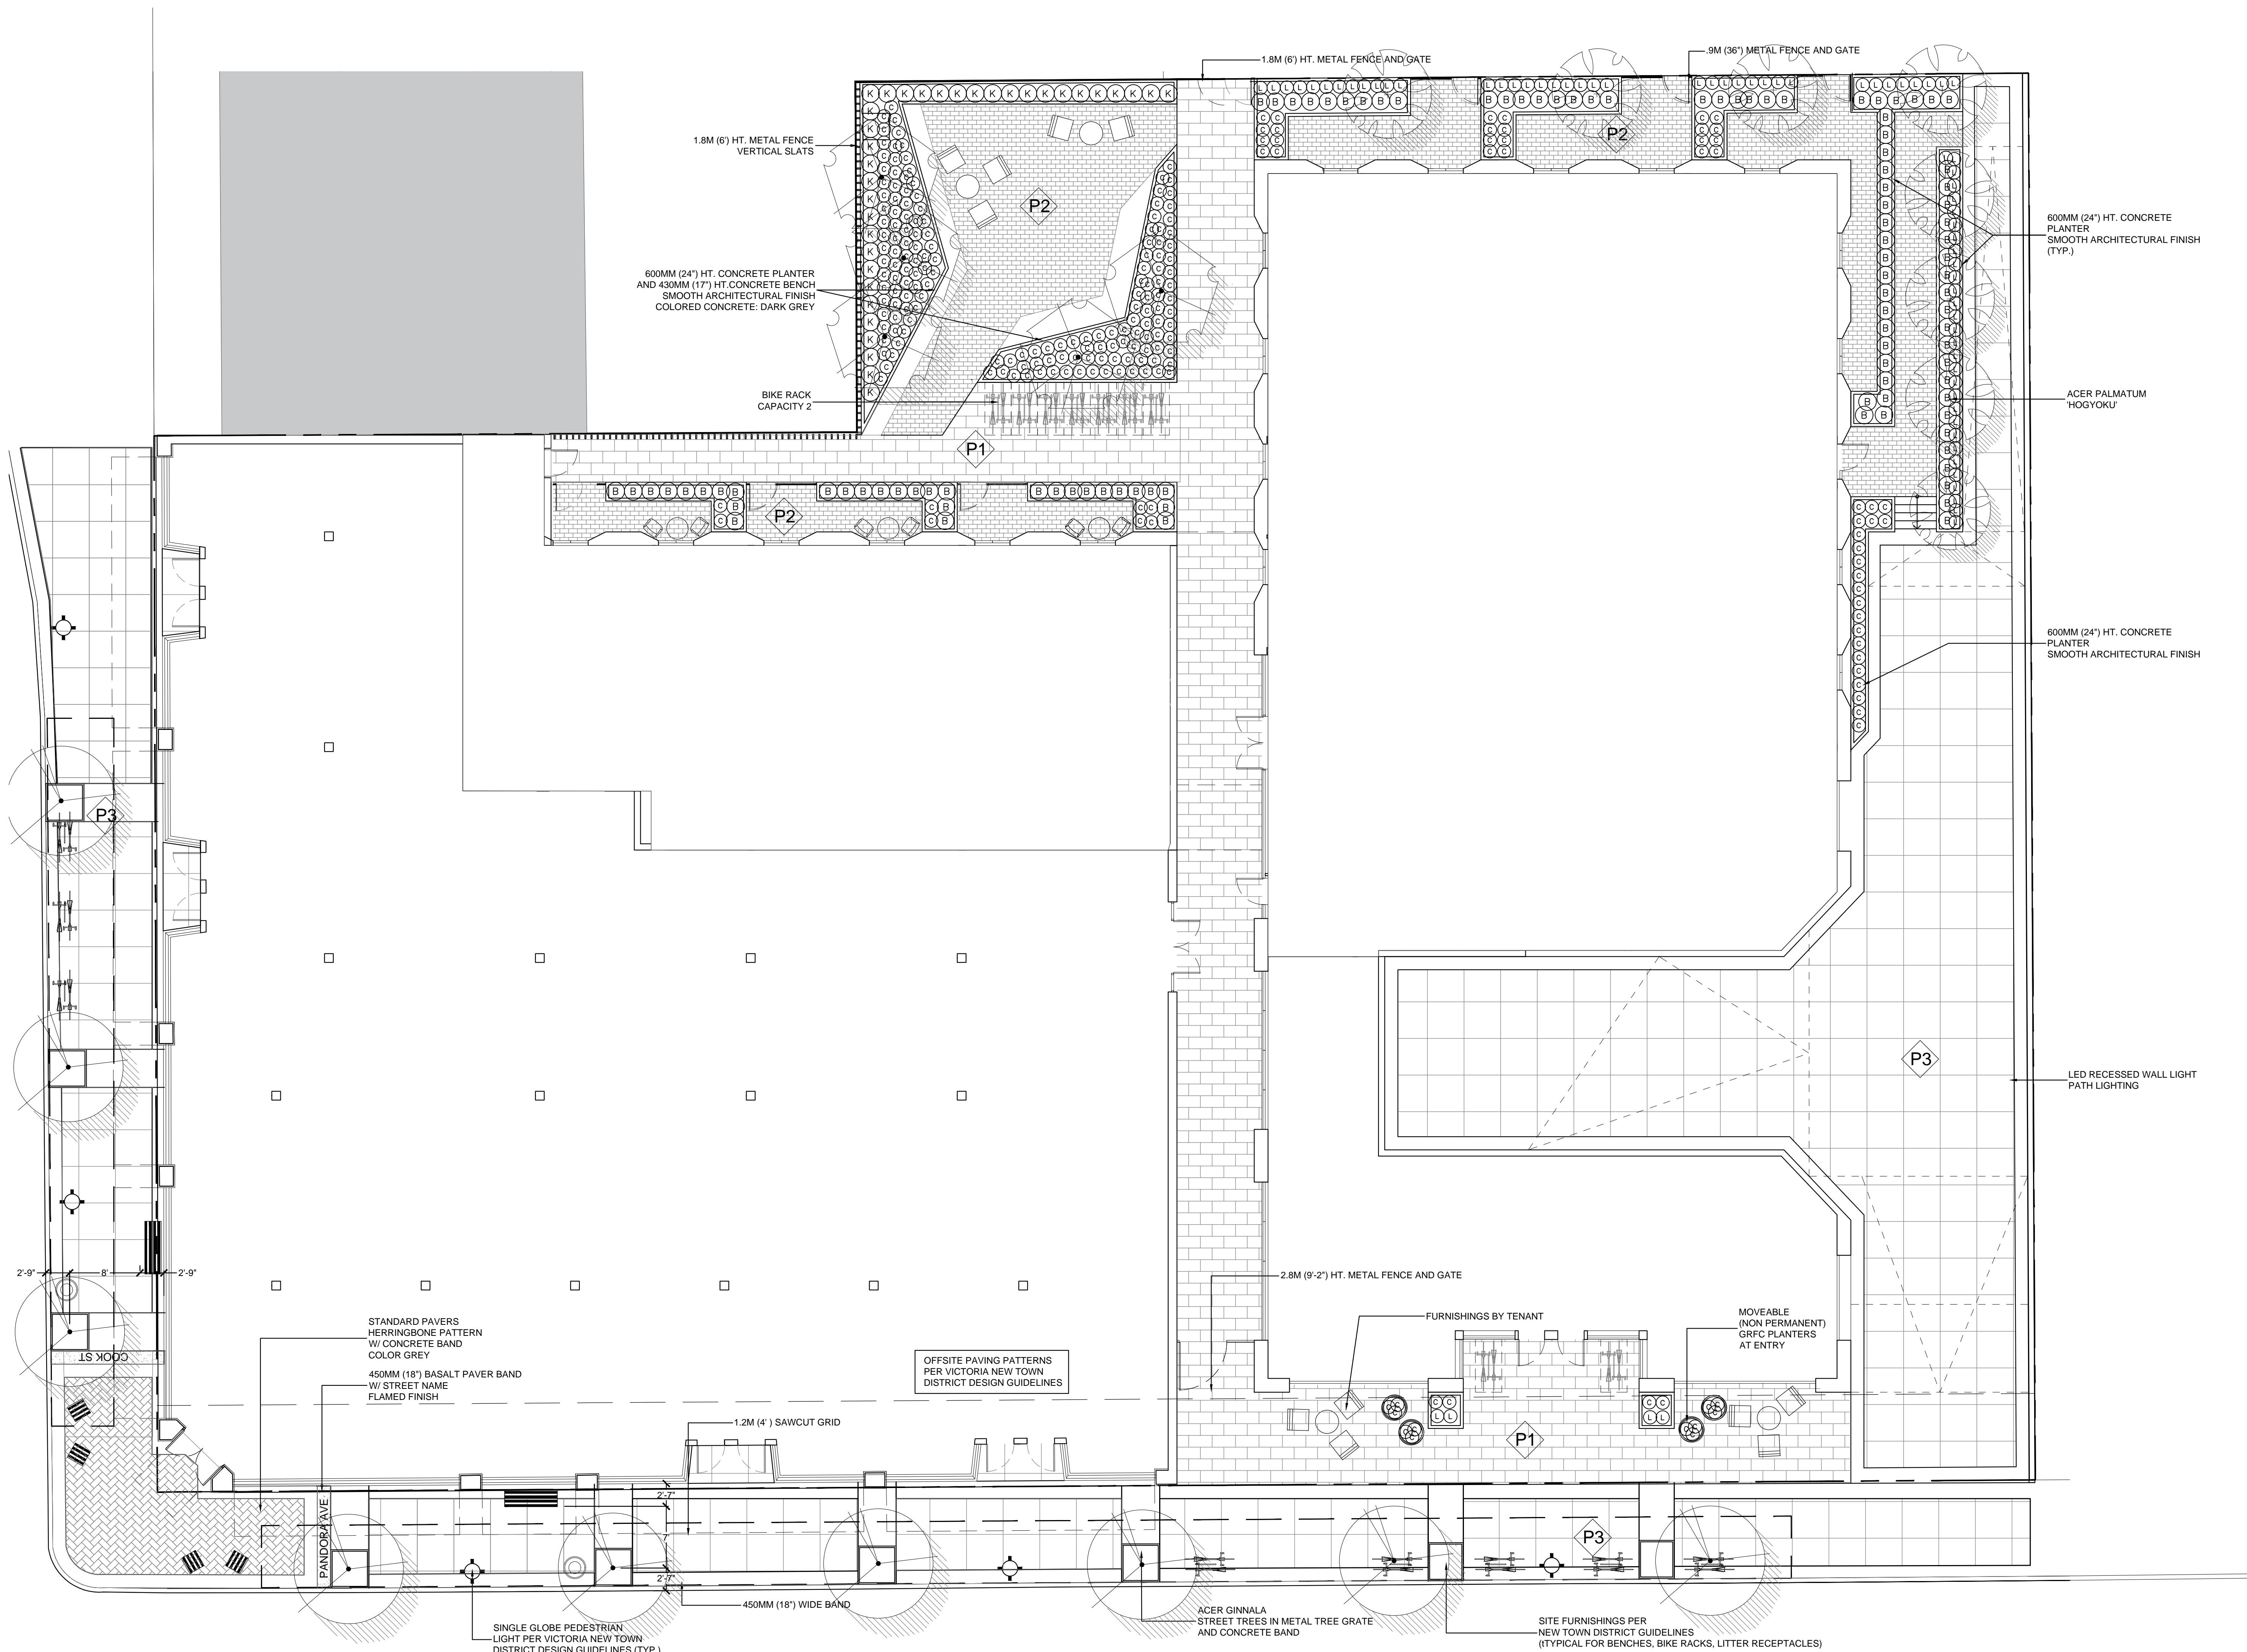 1.8M (6') HT. METAL FENCE AND GATE
.9M (36") METAL FENCE AND GATE
1.8M (6') HT. METAL FENCE
VERTICAL SLATS
P2
P2
600MM (24") HT. CONCRETE
PLANTER
SMOOTH ARCHITECTURAL FINISH
(TYP.)
600MM (24") HT. CONCRETE PLANTER
AND 430MM (17") HT.CONCRETE BENCH
SMOOTH ARCHITECTURAL FINISH
COLORED CONCRETE: DARK GREY
BIKE RACK
CAPACITY 2
ACER PALMATUM
'HOGYOKU'
P1
P2
600MM (24") HT. CONCRETE
PLANTER
SMOOTH ARCHITECTURAL FINISH
P3
P3
LED RECESSED WALL LIGHT
PATH LIGHTING
2'-9"
8'
2'-9"
2.8M (9'-2") HT. METAL FENCE AND GATE
FURNISHINGS BY TENANT
MOVEABLE
(NON PERMANENT)
GRFC PLANTERS
AT ENTRY
STANDARD PAVERS
HERRINGBONE PATTERN
W/ CONCRETE BAND
COLOR GREY
COOK ST
450MM (18") BASALT PAVER BAND
W/ STREET NAME
FLAMED FINISH
OFFSITE PAVING PATTERNS
PER VICTORIA NEW TOWN
DISTRICT DESIGN GUIDELINES
1.2M (4' ) SAWCUT GRID
P1
PANDORA AVE
2'-7"
7'
2'-7"
P3
450MM (18") WIDE BAND
SINGLE GLOBE PEDESTRIAN
LIGHT PER VICTORIA NEW TOWN
DISTRICT DESIGN GUIDELINES (TYP.)
ACER GINNALA
STREET TREES IN METAL TREE GRATE
AND CONCRETE BAND
SITE FURNISHINGS PER
NEW TOWN DISTRICT GUIDELINES
(tTYPICAL FOR BENCHES, BIKE RACKS, LITTER RECEPTACLES)